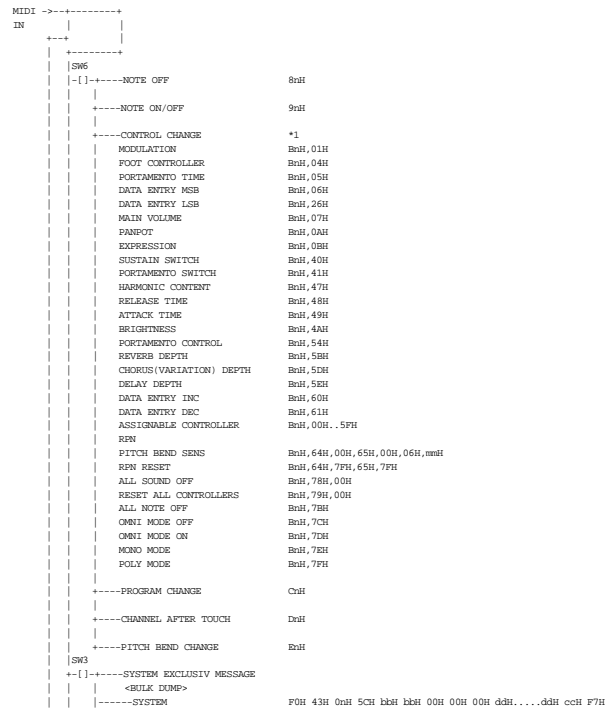 MIDI ->--+--------+
IN | |
+--+ |
| +--------+
| |SW6
| |-[]-+----NOTE OFF 8nH
| | |
| | +----NOTE ON/OFF 9nH
| | |
| | +----CONTROL CHANGE *1
| | | MODULATION BnH,01H
| | | FOOT CONTROLLER BnH,04H
| | | PORTAMENTO TIME BnH,05H
| | | DATA ENTRY MSB BnH,06H
| | | DATA ENTRY LSB BnH,26H
| | | MAIN VOLUME BnH,07H
| | | PANPOT BnH,0AH
| | | EXPRESSION BnH,0BH
| | | SUSTAIN SWITCH BnH,40H
| | | PORTAMENTO SWITCH BnH,41H
| | | HARMONIC CONTENT BnH,47H
| | | RELEASE TIME BnH,48H
| | | ATTACK TIME BnH,49H
| | | BRIGHTNESS BnH,4AH
| | | PORTAMENTO CONTROL BnH,54H
| | | REVERB DEPTH BnH,5BH
| | | CHORUS(VARIATION) DEPTH BnH,5DH
| | | DELAY DEPTH BnH,5EH
| | | DATA ENTRY INC BnH,60H
| | | DATA ENTRY DEC BnH,61H
| | | ASSIGNABLE CONTROLLER BnH,00H..5FH
| | | RPN
| | | PITCH BEND SENS BnH,64H,00H,65H,00H,06H,mmH
| | | RPN RESET BnH,64H,7FH,65H,7FH
| | | ALL SOUND OFF BnH,78H,00H
| | | RESET ALL CONTROLLERS BnH,79H,00H
| | | ALL NOTE OFF BnH,7BH
| | | OMNI MODE OFF BnH,7CH
| | | OMNI MODE ON BnH,7DH
| | | MONO MODE BnH,7EH
| | | POLY MODE BnH,7FH
| | |
| | +----PROGRAM CHANGE CnH
| | |
| | +----CHANNEL AFTER TOUCH DnH
| | |
| | +----PITCH BEND CHANGE EnH
| |SW3
| +-[]-+----SYSTEM EXCLUSIV MESSAGE
| | | <BULK DUMP>
| | |------SYSTEM F0H 43H 0nH 5CH bbH bbH 00H 00H 00H ddH.....ddH ccH F7H